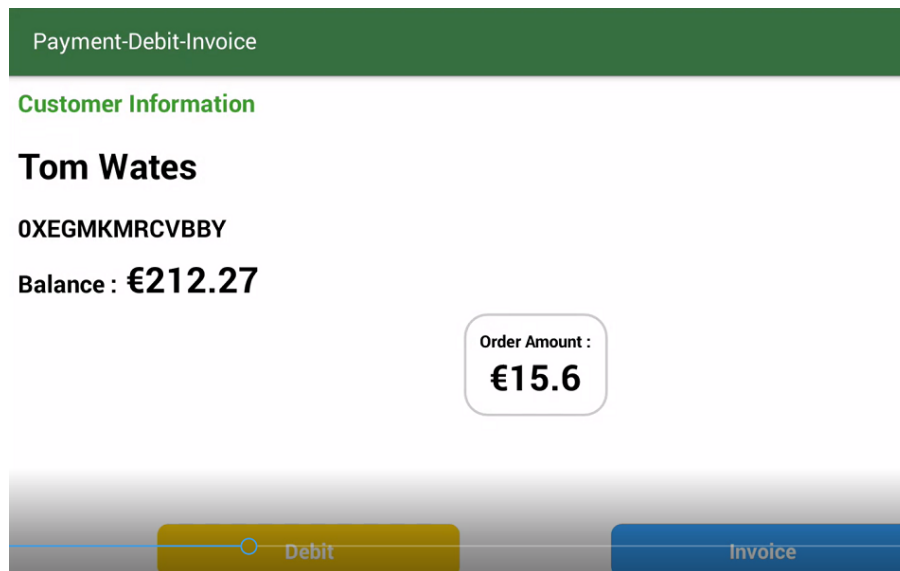 Payment-Debit-Invoice
Customer Information
Tom Wates
0XEGMKMRCVBBY
Balance : €212.27
Order Amount :
€15.6
Debit
Invoice